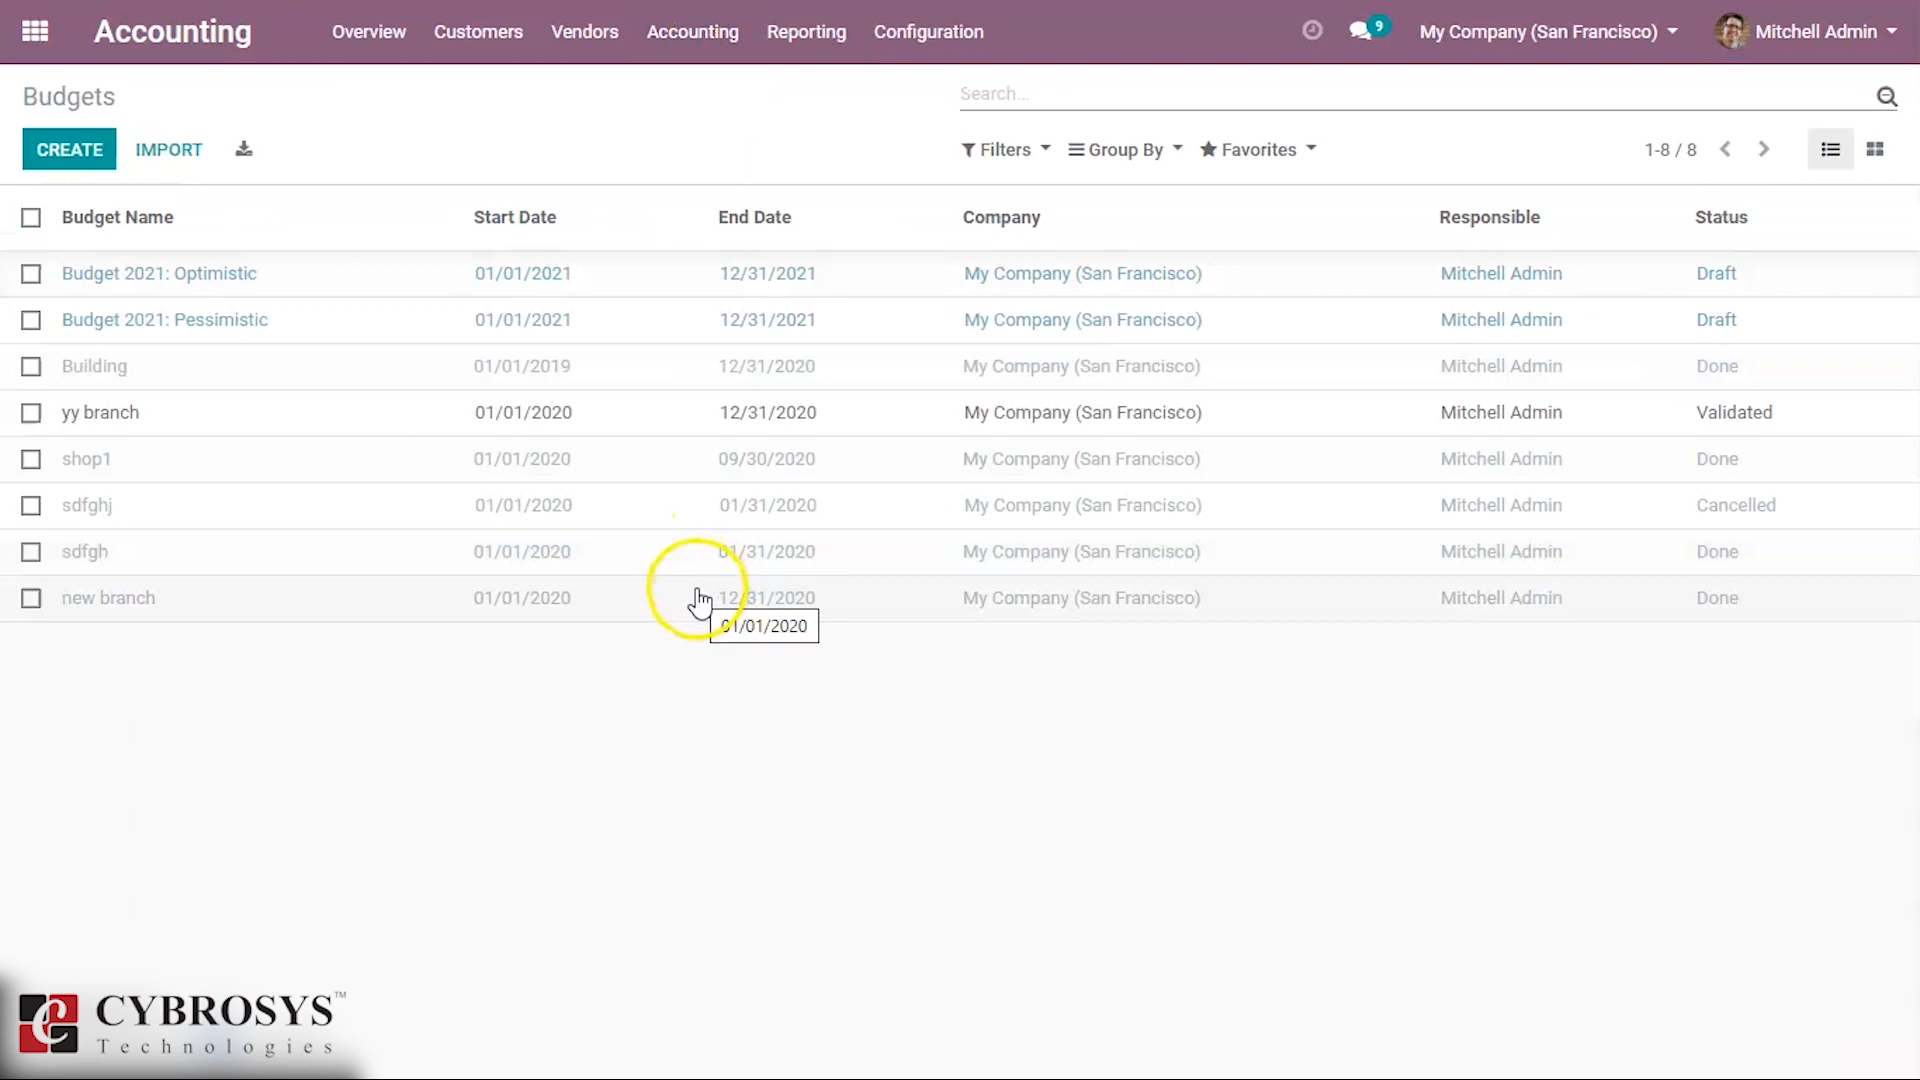 Accounting Overview Customers Vendors Accounting Reporting Configuration 9 My Company (San Francisco) Mitchell Admin
Budgets Search...
CREATE IMPORT Filters Group By Favorites 1-8 / 8
Budget Name Start Date End Date Company Responsible Status
Budget 2021: Optimistic 01/01/2021 12/31/2021 My Company (San Francisco) Mitchell Admin Draft
Budget 2021: Pessimistic 01/01/2021 12/31/2021 My Company (San Francisco) Mitchell Admin Draft
Building 01/01/2019 12/31/2020 My Company (San Francisco) Mitchell Admin Done
yy branch 01/01/2020 12/31/2020 My Company (San Francisco) Mitchell Admin Validated
shop1 01/01/2020 09/30/2020 My Company (San Francisco) Mitchell Admin Done
sdfghj 01/01/2020 01/31/2020 My Company (San Francisco) Mitchell Admin Cancelled
sdfgh 01/01/2020 01/31/2020 My Company (San Francisco) Mitchell Admin Done
new branch 01/01/2020 12/31/2020 My Company (San Francisco) Mitchell Admin Done
01/01/2020
CYBROSYS™
Technologies